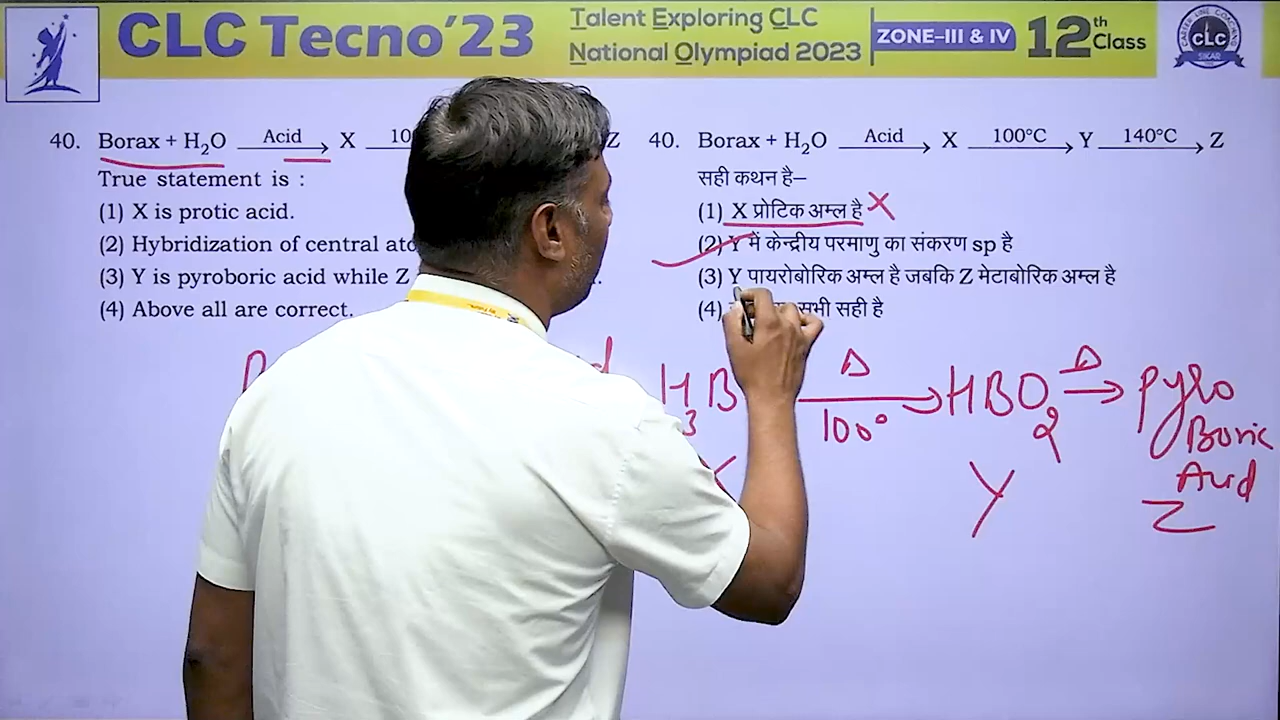 CLC Tecno'23
Talent Exploring CLC
National Olympiad 2023
ZONE–III & IV
12th Class
CLC
40. Borax + H₂O —Acid→ X —10
Z
True statement is :
(1) X is protic acid.
(2) Hybridization of central
(3) Y is pyroboric acid while Z
(4) Above all are correct.
40. Borax + H₂O —Acid→ X —100°C→ Y —140°C→ Z
सही कथन है–
(1) X प्रोटिक अम्ल है X
(2) Y में केन्द्रीय परमाणु का संकरण sp है
(3) Y पायरोबोरिक अम्ल है जबकि Z मेटाबोरिक अम्ल है
(4) सभी सही है
H₃B —Δ 100°→ HBO₂ —Δ→ Pyro
Boric
Acid
Y
Z